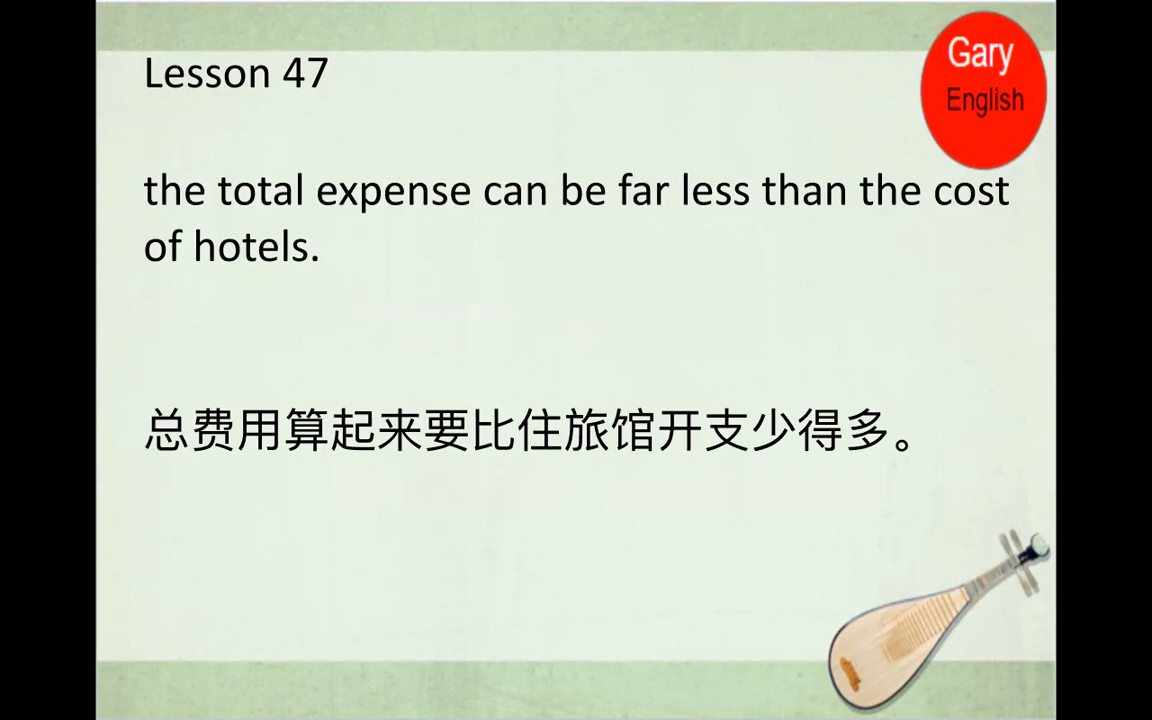 Lesson 47
Gary
English
the total expense can be far less than the cost
of hotels.
总费用算起来要比住旅馆开支少得多。